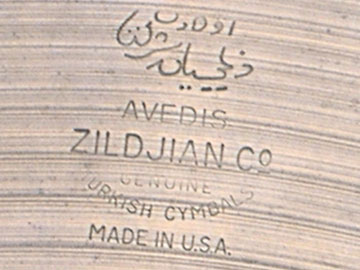 AVEDIS
ZILDJIAN Cº
GENUINE
TURKISH CYMBALS
MADE IN U.S.A.